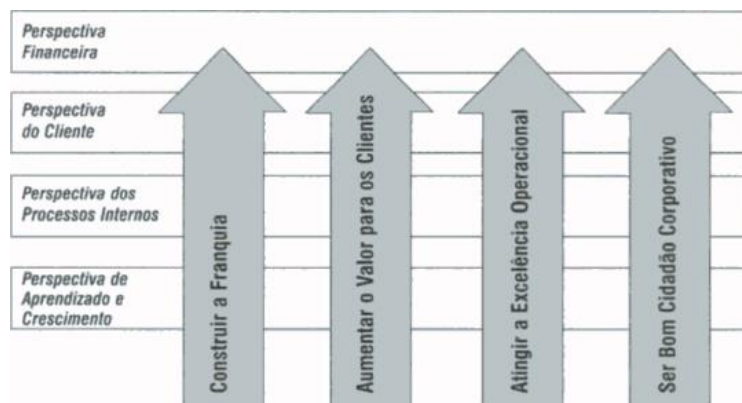 Perspectiva
Financeira
Perspectiva
do Cliente
Perspectiva dos
Processos Internos
Perspectiva de
Aprendizado e
Crescimento
Construir a Franquia
Aumentar o Valor para os Clientes
Atingir a Excelência Operacional
Ser Bom Cidadão Corporativo